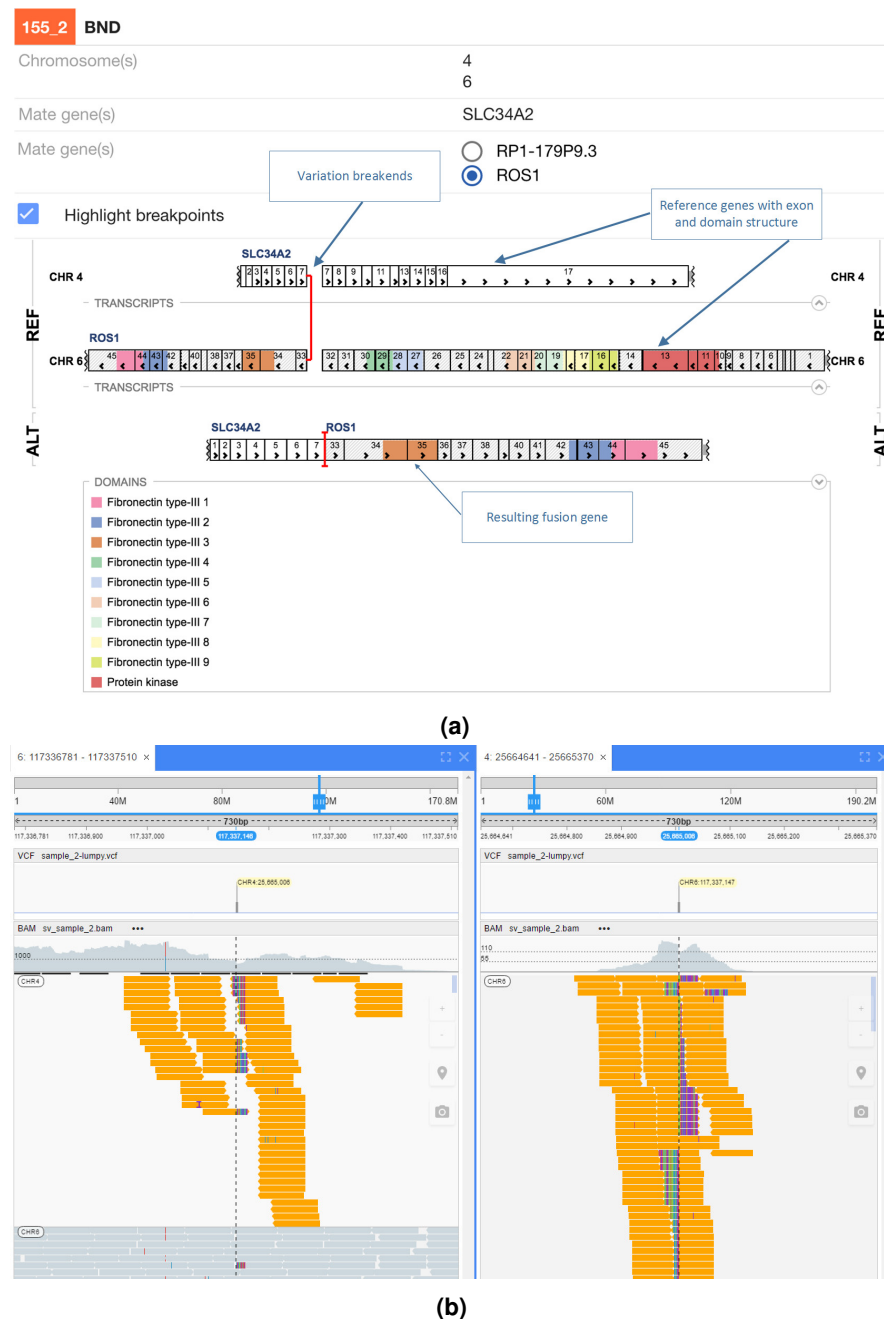 155_2 BND
Chromosome(s) 4
6
Mate gene(s) SLC34A2
Mate gene(s) RP1-179P9.3
ROS1
Variation breakends
Reference genes with exon
and domain structure
Highlight breakpoints
SLC34A2
CHR 4 2 3 4 5 6 7 7 8 9 11 13 14 15 16 17 CHR 4
TRANSCRIPTS
REF REF
ROS1
CHR 6 45 44 43 42 40 38 37 35 34 33 32 31 30 29 28 27 26 25 24 22 21 20 19 18 17 16 9 14 13 11 10 9 8 7 6 1 CHR 6
TRANSCRIPTS
ALT ALT
SLC34A2 ROS1
1 2 3 4 5 6 7 33 34 35 36 37 38 40 41 42 43 44 45
DOMAINS
Fibronectin type-III 1
Fibronectin type-III 2
Fibronectin type-III 3
Fibronectin type-III 4
Fibronectin type-III 5
Fibronectin type-III 6
Fibronectin type-III 7
Fibronectin type-III 8
Fibronectin type-III 9
Protein kinase
Resulting fusion gene
(a)
6: 117336781 - 117337510 × 4: 25664641 - 25665370 ×
1 40M 80M 170.8M 1 60M 120M 190.2M
730bp 730bp
117,336,781 117,336,900 117,337,000 117,337,146 117,337,300 117,337,400 117,337,510 25,664,641 25,664,800 25,664,900 25,665,006 25,665,100 25,665,200 25,665,370
VCF sample_2-lumpy.vcf VCF sample_2-lumpy.vcf
CHR4:25,665,006 CHR6:117,337,147
BAM sv_sample_2.bam ••• BAM sv_sample_2.bam •••
1000 110
55
CHR4 CHR6
CHR6
(b)